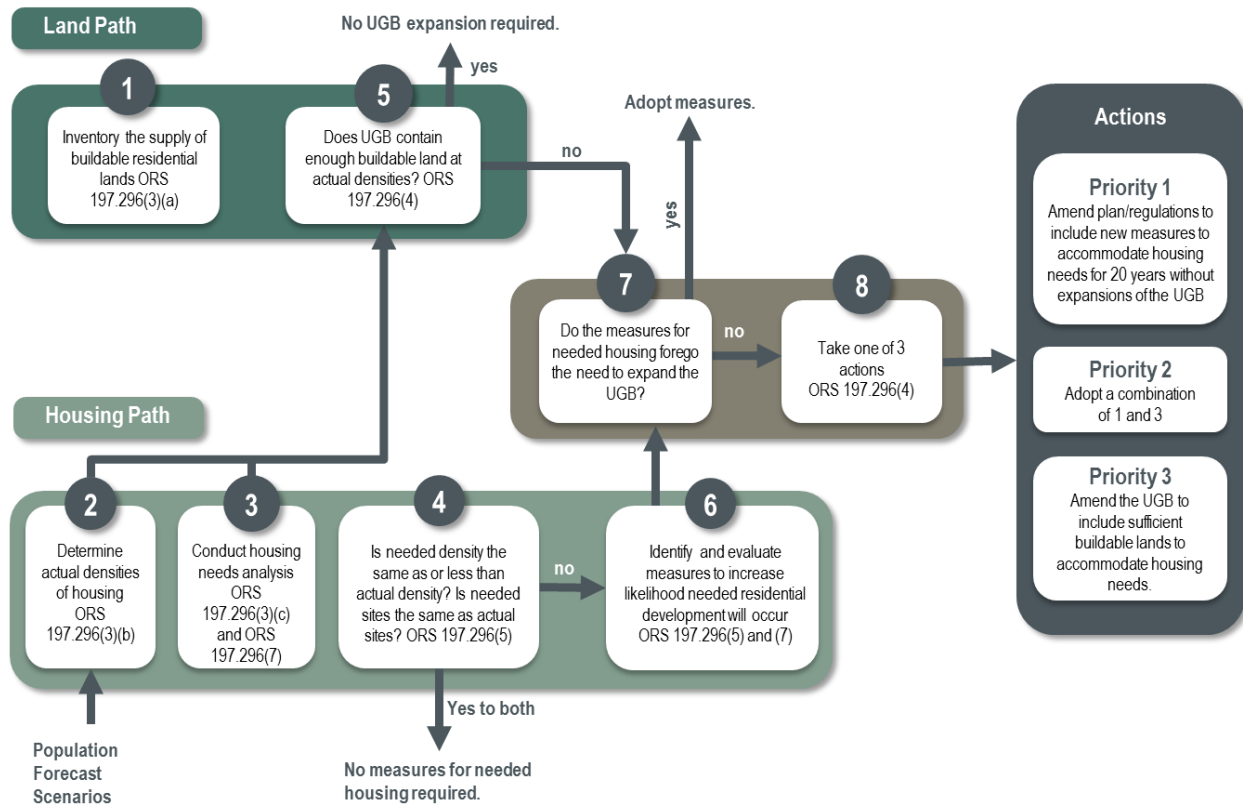 Land Path
No UGB expansion required.
yes
1
Inventory the supply of
buildable residential
lands ORS
197.296(3)(a)
5
Does UGB contain
enough buildable land at
actual densities? ORS
197.296(4)
no
Adopt measures.
yes
7
Do the measures for
needed housing forego
the need to expand the
UGB?
no
8
Take one of 3
actions
ORS 197.296(4)
Actions
Priority 1
Amend plan/regulations to
include new measures to
accommodate housing
needs for 20 years without
expansions of the UGB
Priority 2
Adopt a combination
of 1 and 3
Priority 3
Amend the UGB to
include sufficient
buildable lands to
accommodate housing
needs.
Housing Path
2
Determine
actual densities
of housing
ORS
197.296(3)(b)
3
Conduct housing
needs analysis
ORS
197.296(3)(c)
and ORS
197.296(7)
4
Is needed density the
same as or less than
actual density? Is needed
sites the same as actual
sites? ORS 197.296(5)
no
6
Identify and evaluate
measures to increase
likelihood needed residential
development will occur
ORS 197.296(5) and (7)
Yes to both
No measures for needed
housing required.
Population
Forecast
Scenarios